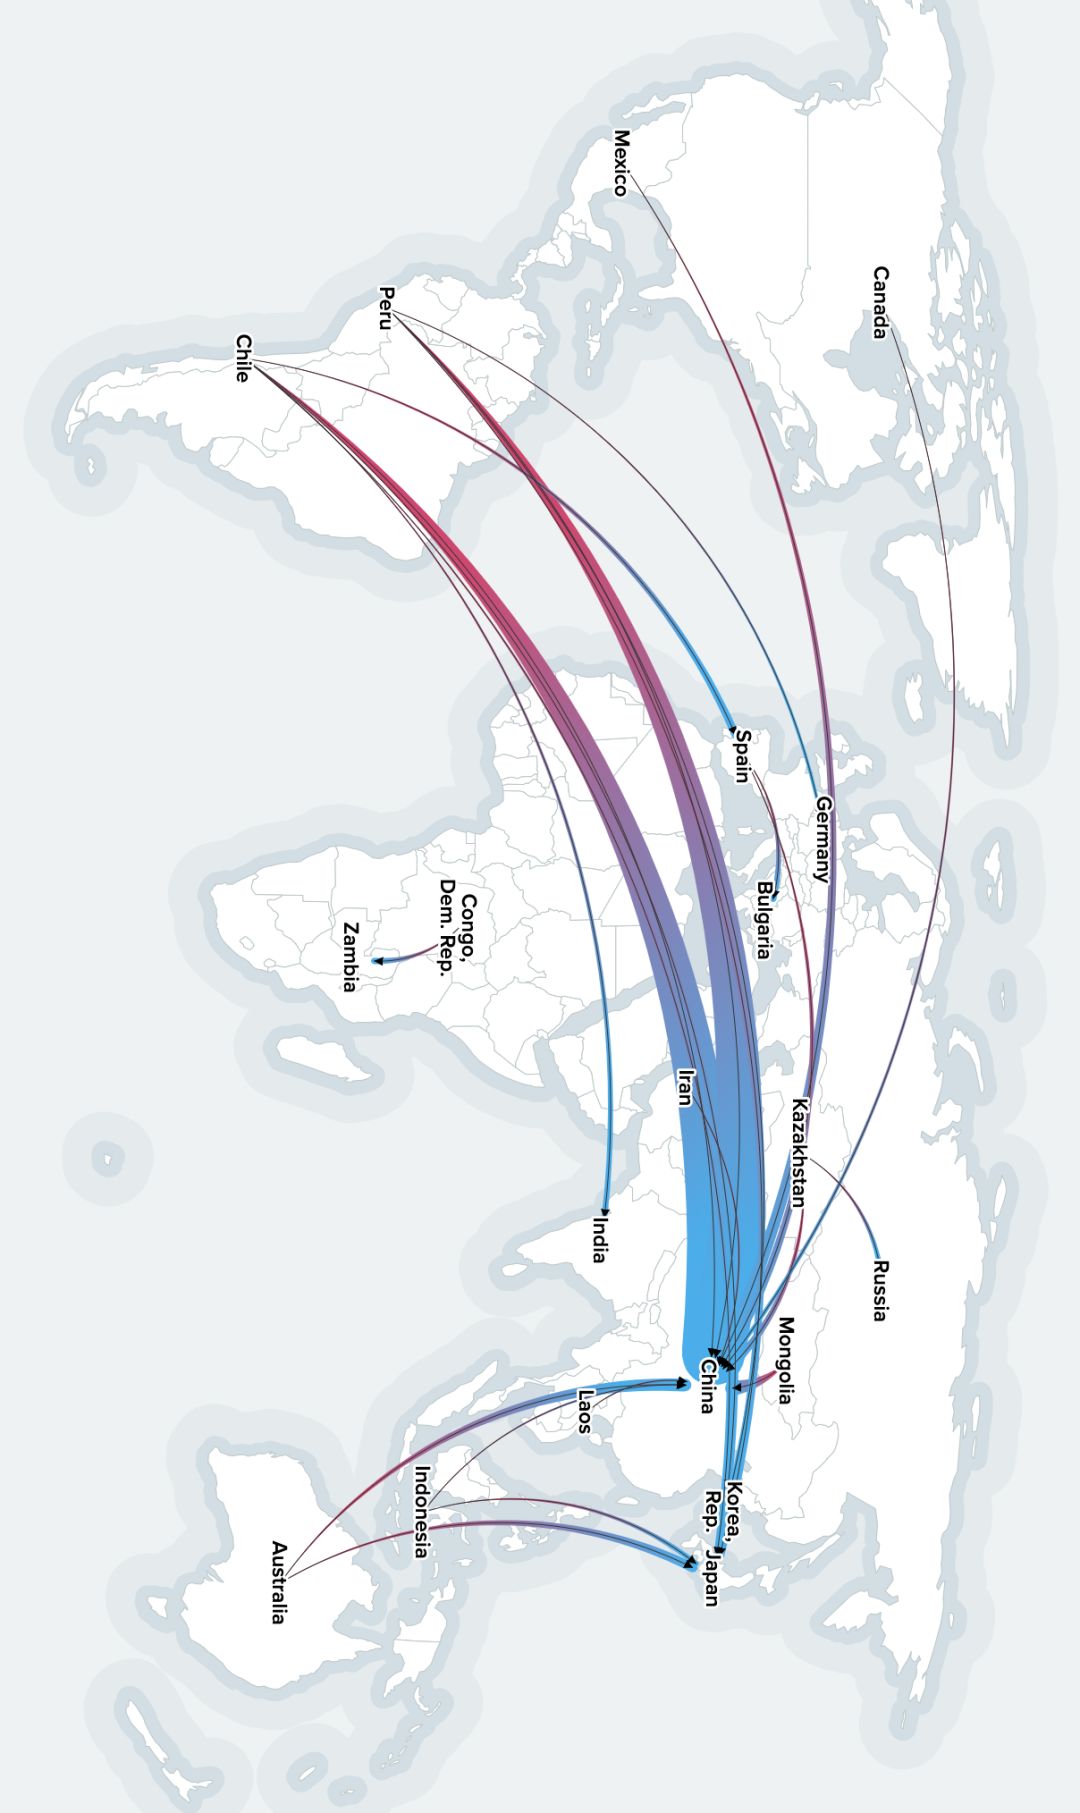 Canada
Russia
Germany
Kazakhstan
Mongolia
Bulgaria
Spain
Korea,
Rep.
Japan
China
Iran
Mexico
India
Laos
Congo,
Dem. Rep.
Indonesia
Peru
Zambia
Australia
Chile